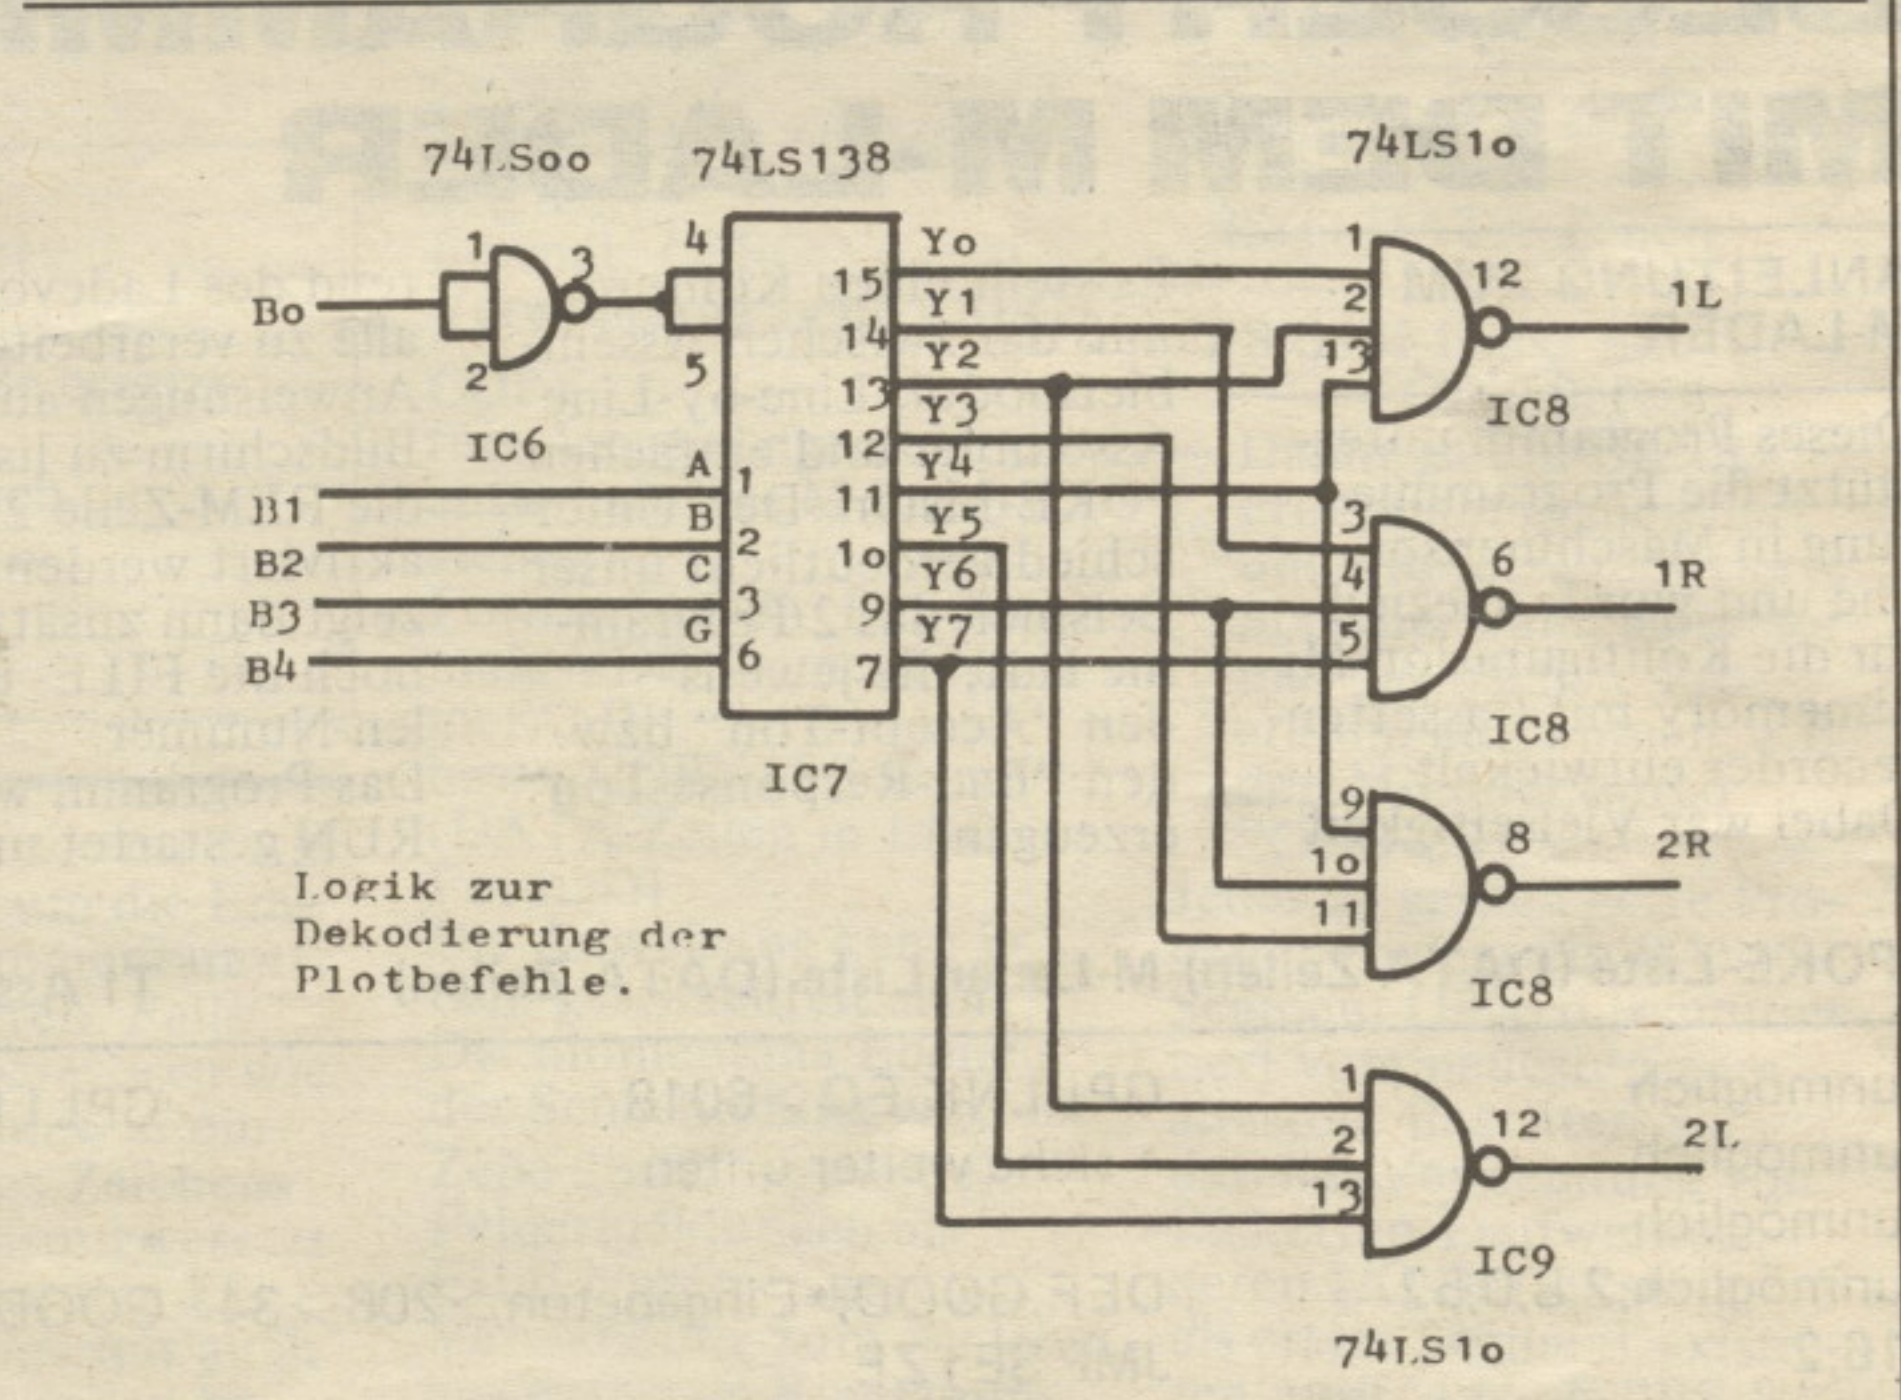 74LSoo
74LS138
74LS1o
Bo
1
2
3
IC6
4
5
A
1
B
2
C
3
G
6
B1
B2
B3
B4
15
Yo
14
Y1
13
Y2
12
Y3
11
Y4
1o
Y5
9
Y6
7
Y7
IC7
1
2
13
12
1L
IC8
3
4
5
6
1R
IC8
9
1o
11
8
2R
IC8
1
2
13
12
2L
IC9
74LS1o
Logik zur
Dekodierung der
Plotbefehle.